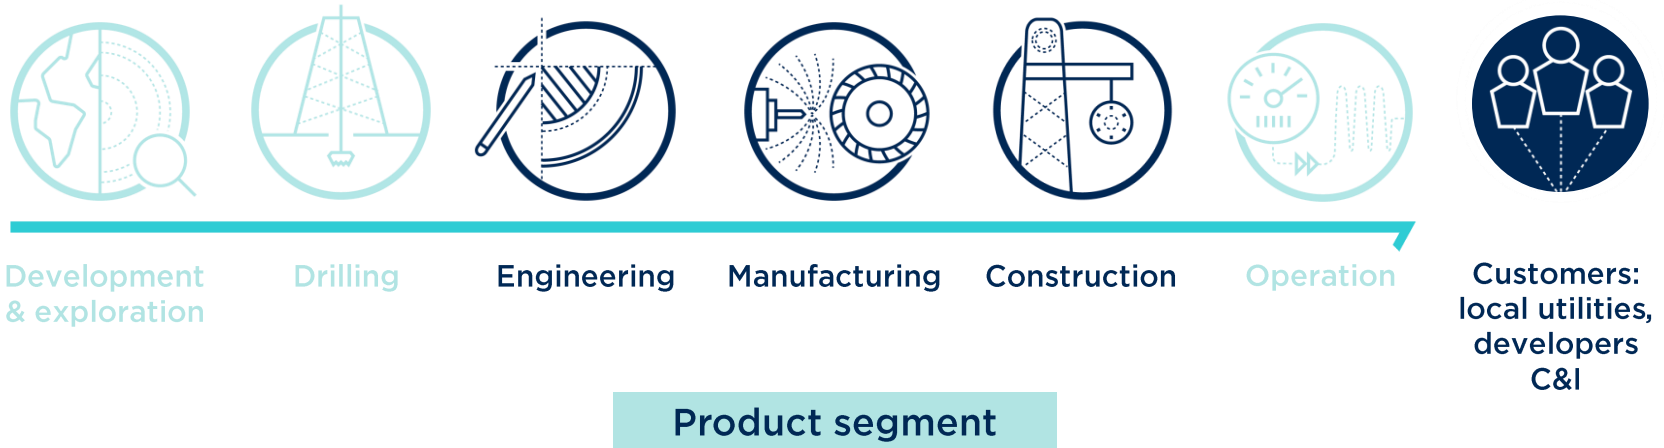 Development
& exploration
Drilling
Engineering
Manufacturing
Construction
Operation
Customers:
local utilities,
developers
C&I
Product segment